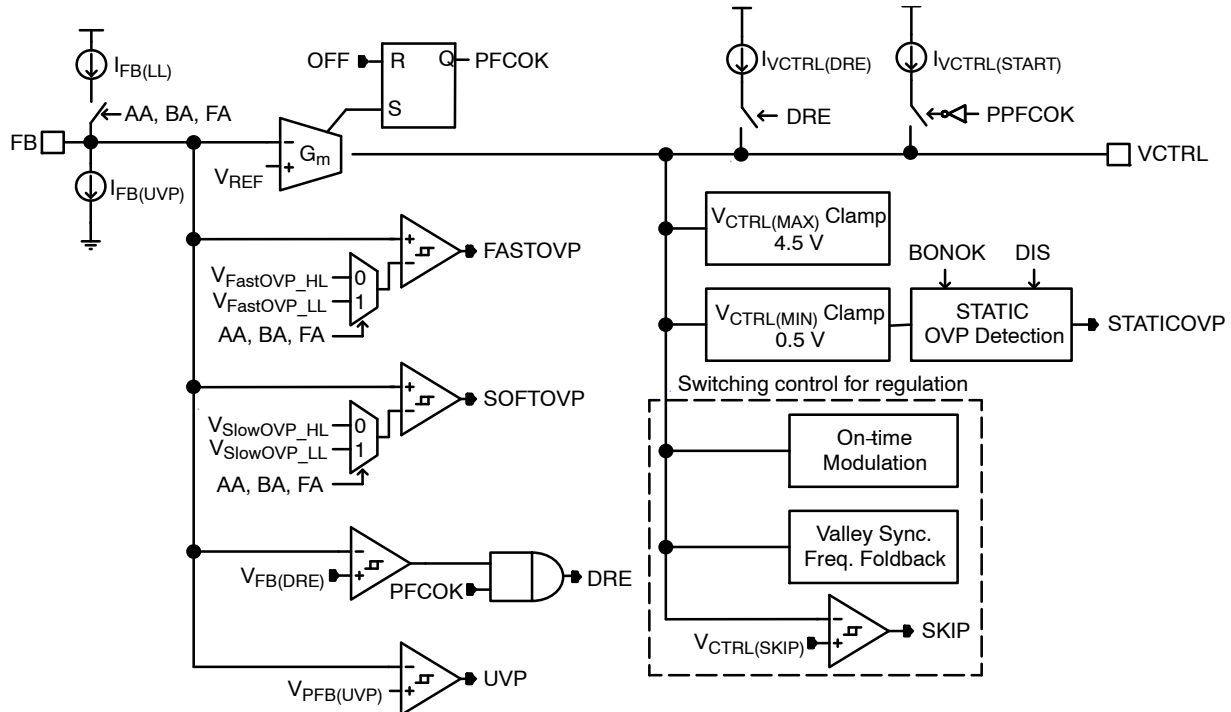 I_FB(LL)
AA, BA, FA
FB
I_FB(UVP)
OFF
R
Q
PFCOK
S
G_m
V_REF
I_VCTRL(DRE)
DRE
I_VCTRL(START)
PPFCOK
VCTRL
FASTOVP
V_FastOVP_HL
0
V_FastOVP_LL
1
AA, BA, FA
SOFTOVP
V_SlowOVP_HL
0
V_SlowOVP_LL
1
AA, BA, FA
V_FB(DRE)
PFCOK
DRE
UVP
V_PFB(UVP)
V_CTRL(MAX) Clamp
4.5 V
V_CTRL(MIN) Clamp
0.5 V
BONOK
DIS
STATIC
OVP Detection
STATICOVP
Switching control for regulation
On-time
Modulation
Valley Sync.
Freq. Foldback
V_CTRL(SKIP)
SKIP